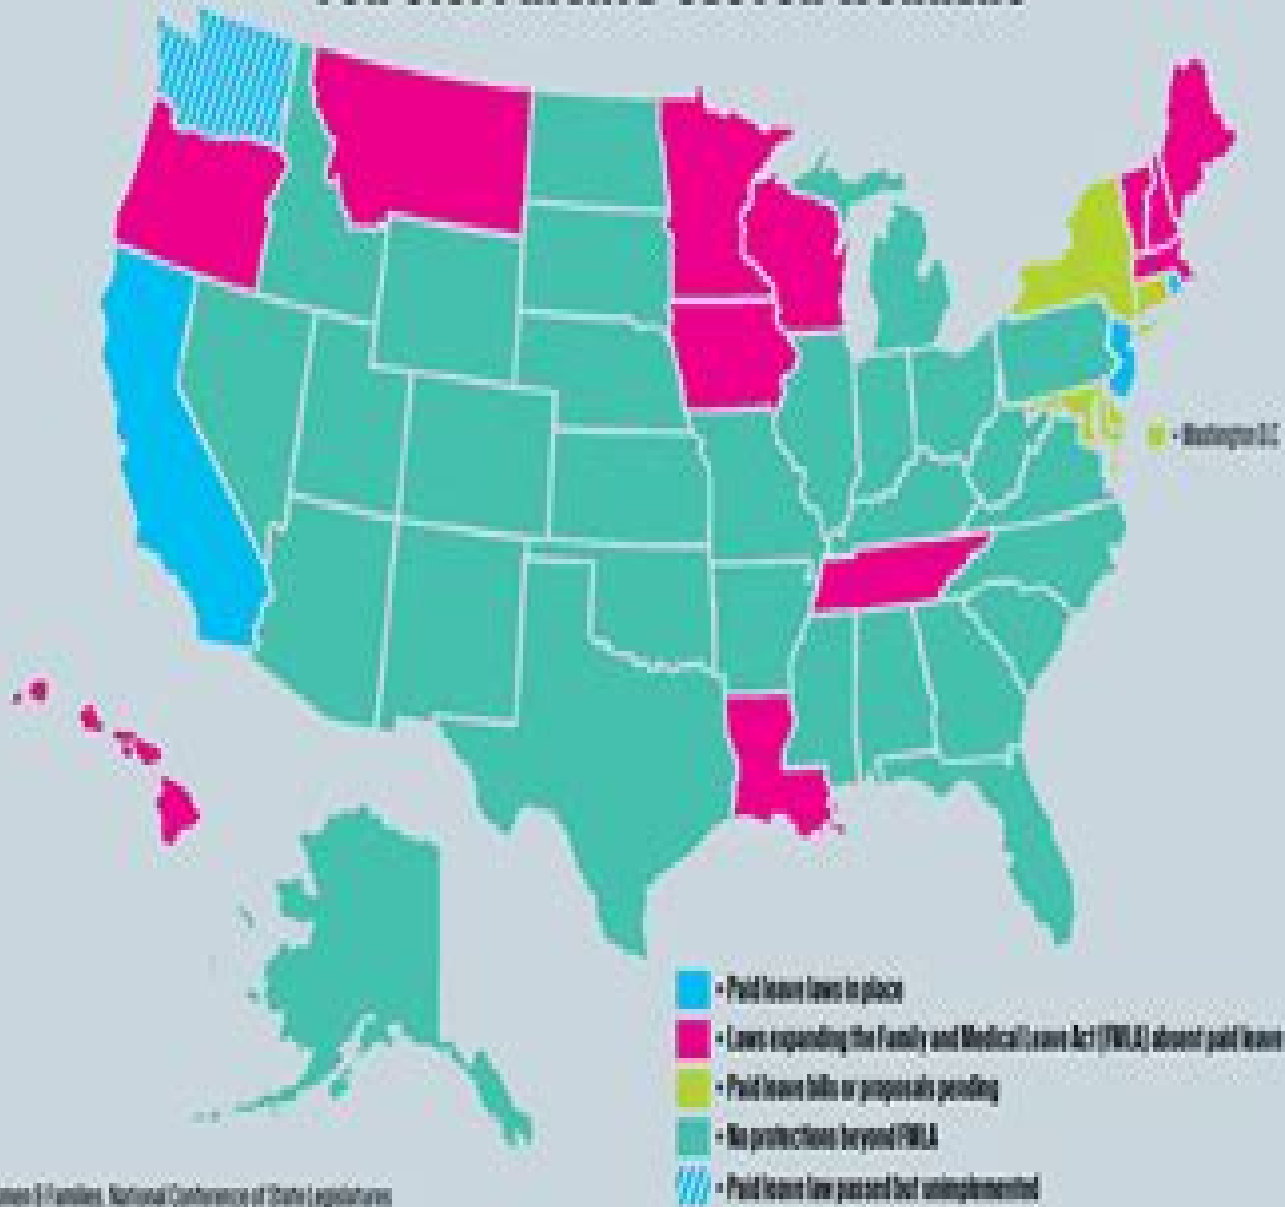 • Washington D.C
• Paid leave laws in place
• Laws expanding the Family and Medical Leave Act (FMLA) absent paid leave
• Paid leave bills or proposals pending
• No protections beyond FMLA
• Paid leave law passed but unimplemented
& Families, National Conference of State Legislatures